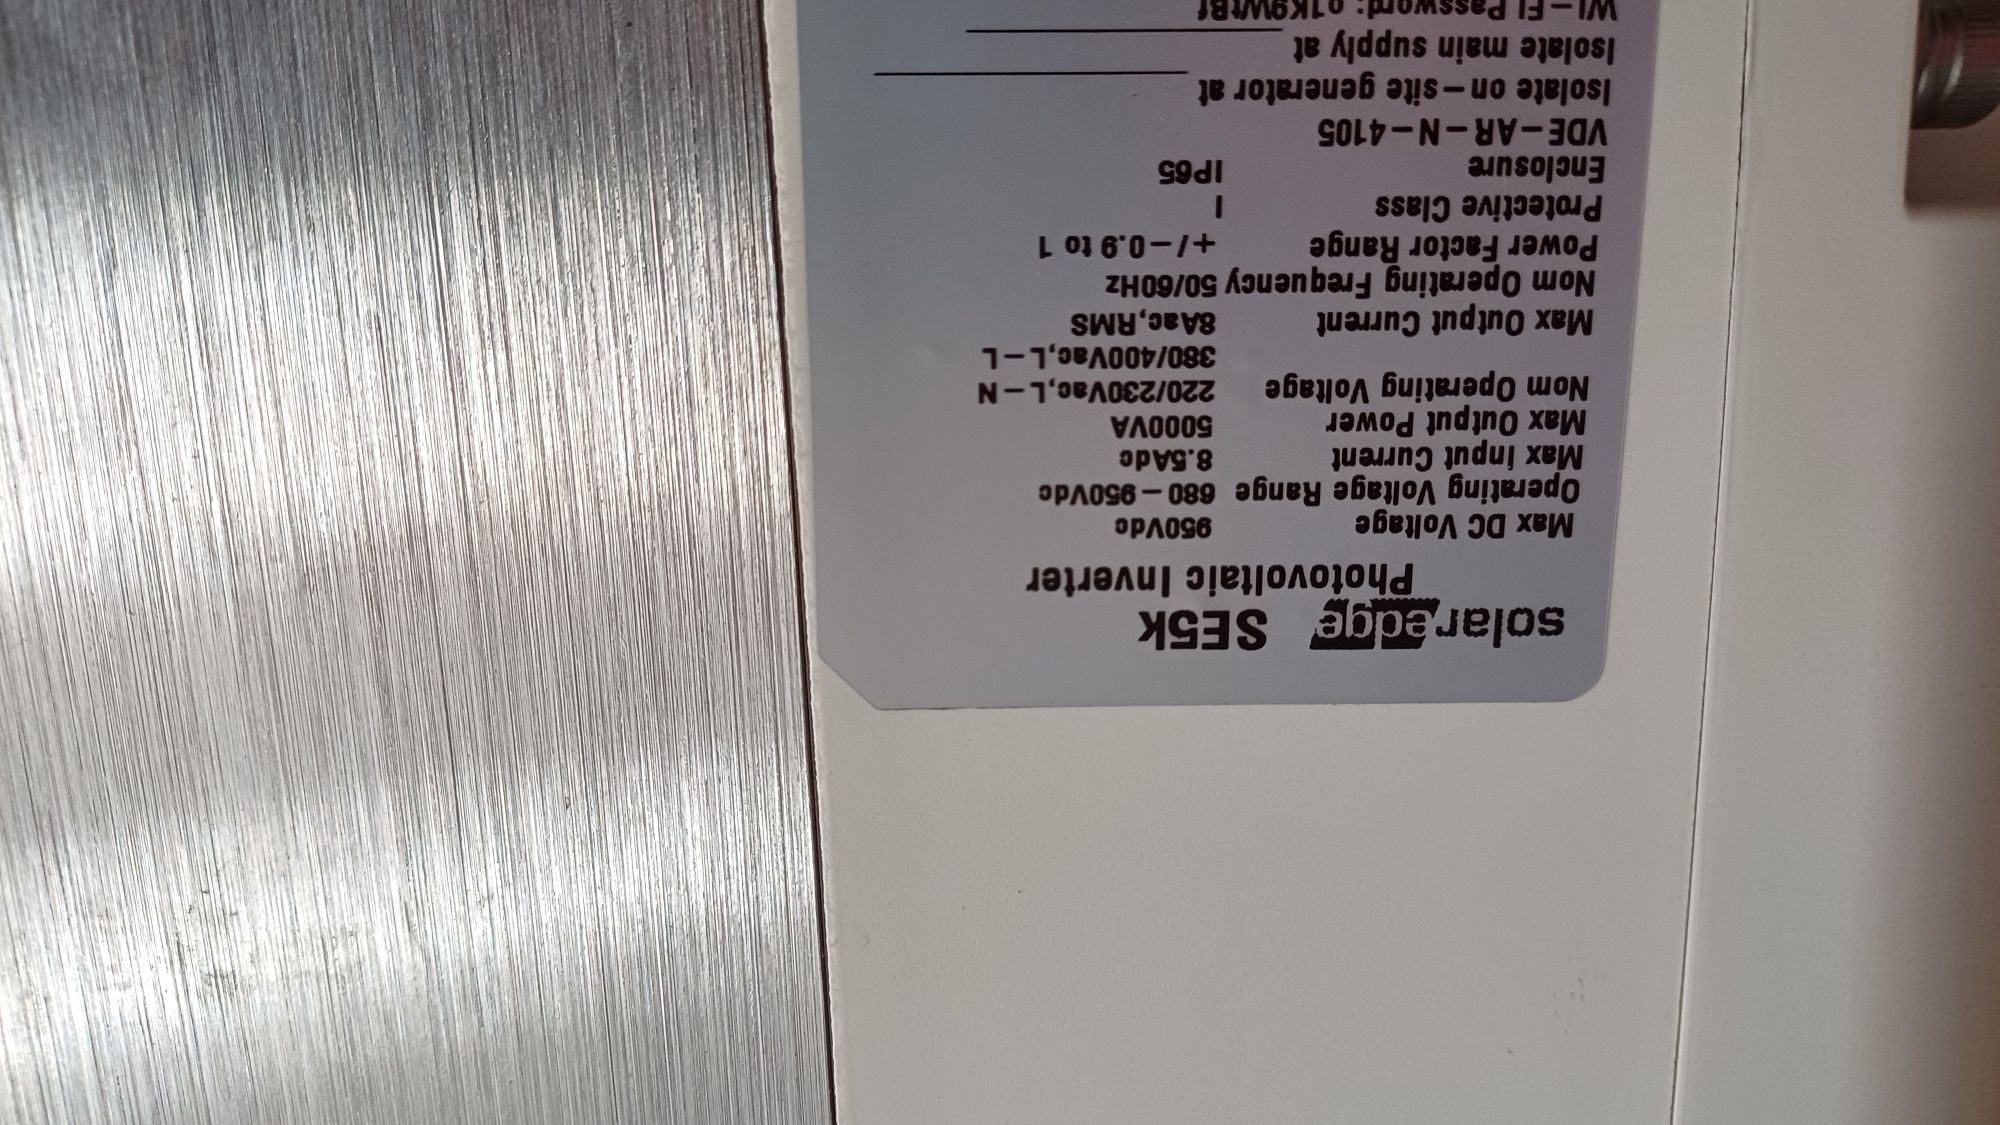 solaredge SE5k
Photovoltaic Inverter
Max DC Voltage 950Vdc
Operating Voltage Range 680-950Vdc
Max Input Current 8.5Adc
Max Output Power 5000VA
Nom Operating Voltage 220/230Vac,L-N
380/400Vac,L-L
Max Output Current 8Aac,RMS
Nom Operating Frequency 50/60Hz
Power Factor Range +/-0.9 to 1
Protective Class I
Enclosure IP65
VDE-AR-N-4105
Isolate on-site generator at
Isolate main supply at
Wi-Fi Password: